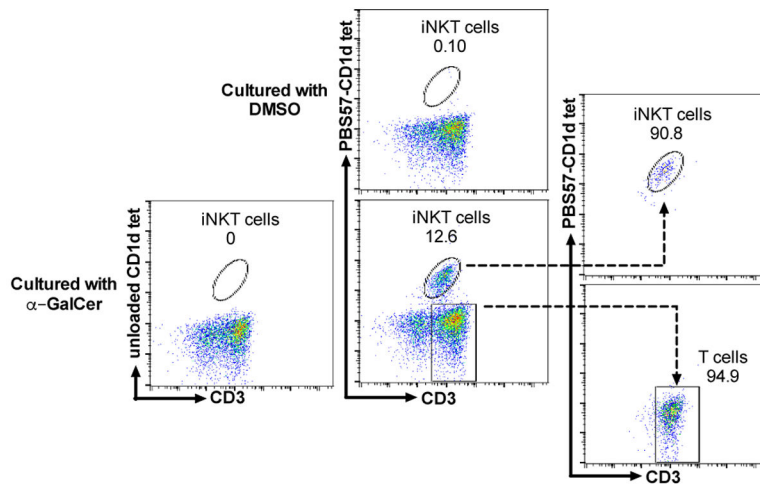 iNKT cells
0.10
Cultured with
DMSO
PBS57-CD1d tet
iNKT cells
90.8
PBS57-CD1d tet
iNKT cells
0
unloaded CD1d tet
iNKT cells
12.6
Cultured with
α−GalCer
CD3
CD3
T cells
94.9
CD3